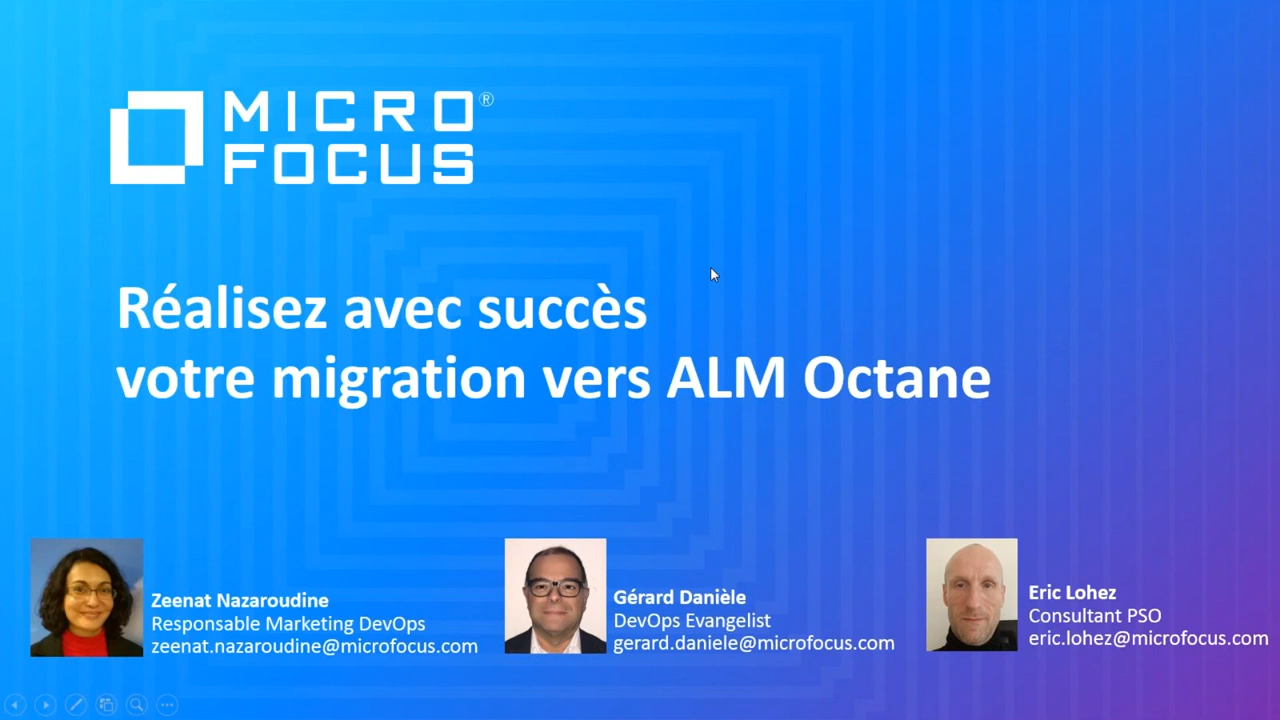 MICRO®
FOCUS
Réalisez avec succès
votre migration vers ALM Octane
Zeenat Nazaroudine
Responsable Marketing DevOps
zeenat.nazaroudine@microfocus.com
Gérard Danièle
DevOps Evangelist
gerard.daniele@microfocus.com
Eric Lohez
Consultant PSO
eric.lohez@microfocus.com